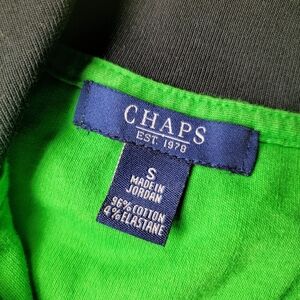 CHAPS
EST. 1978
S
MADE IN
JORDAN
96% COTTON
4% ELASTANE